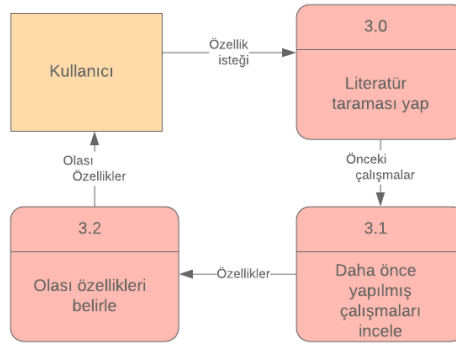 Kullanıcı
Özellik
isteği
3.0
Literatür
taraması yap
Önceki
çalışmalar
3.1
Daha önce
yapılmış
çalışmaları
incele
Özellikler
3.2
Olası özellikleri
belirle
Olası
Özellikler